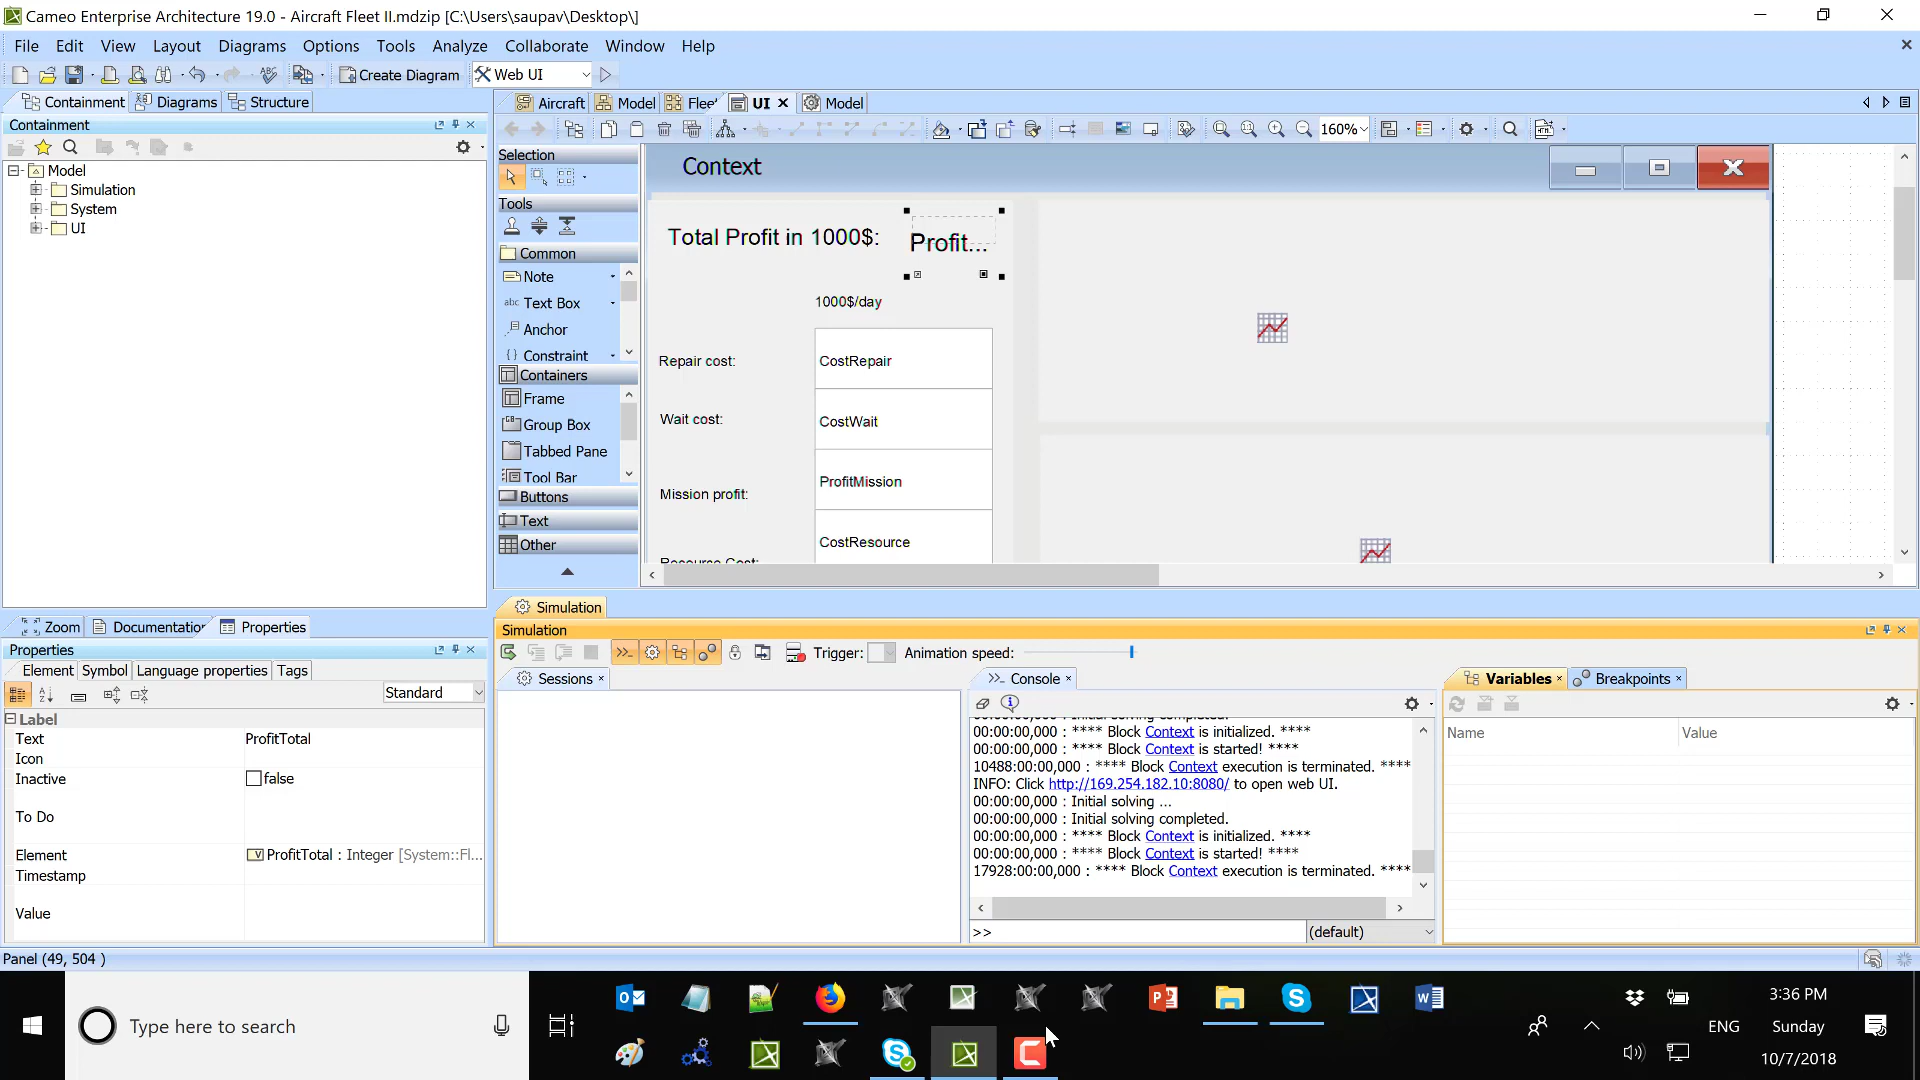 Cameo Enterprise Architecture 19.0 - Aircraft Fleet II.mdzip [C:\Users\saupav\Desktop\]
File Edit View Layout Diagrams Options Tools Analyze Collaborate Window Help
Create Diagram Web UI
Containment Diagrams Structure
Containment
Model
Simulation
System
UI
Aircraft Model Flee UI Model
160%
Selection
Tools
Common
Note
abc Text Box
Anchor
Constraint
Containers
Frame
Group Box
Tabbed Pane
Tool Bar
Buttons
Text
Other
Context
Total Profit in 1000$: Profit...
1000$/day
Repair cost: CostRepair
Wait cost: CostWait
Mission profit: ProfitMission
Resource Cost: CostResource
Zoom Documentation Properties
Properties
Element Symbol Language properties Tags
Standard
Label
Text ProfitTotal
Icon
Inactive false
To Do
Element ProfitTotal : Integer [System::Fl...
Timestamp
Value
Simulation
Simulation
Trigger: Animation speed:
Sessions
Console
00:00:00,000 : Initial solving completed.
00:00:00,000 : **** Block Context is initialized. ****
00:00:00,000 : **** Block Context is started! ****
10488:00:00,000 : **** Block Context execution is terminated. ****
INFO: Click http://169.254.182.10:8080/ to open web UI.
00:00:00,000 : Initial solving ...
00:00:00,000 : Initial solving completed.
00:00:00,000 : **** Block Context is initialized. ****
00:00:00,000 : **** Block Context is started! ****
17928:00:00,000 : **** Block Context execution is terminated. ****
>> (default)
Variables Breakpoints
Name Value
Panel (49, 504 )
Type here to search
ENG
3:36 PM
Sunday
10/7/2018